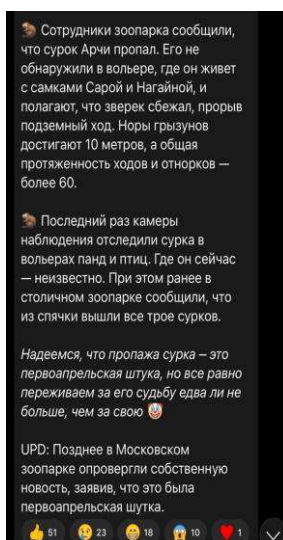 🦫 Сотрудники зоопарка сообщили,
что сурок Арчи пропал. Его не
обнаружили в вольере, где он живет
с самками Сарой и Нагайной, и
полагают, что зверек сбежал, прорыв
подземный ход. Норы грызунов
достигают 10 метров, а общая
протяженность ходов и отнорков —
более 60.
🦫 Последний раз камеры
наблюдения отследили сурка в
вольерах панд и птиц. Где он сейчас
— неизвестно. При этом ранее в
столичном зоопарке сообщили, что
из спячки вышли все трое сурков.
Надеемся, что пропажа сурка – это
первоапрельская штука, но все равно
переживаем за его судьбу едва ли не
больше, чем за свою 🤡
UPD: Позднее в Московском
зоопарке опровергли собственную
новость, заявив, что это была
первоапрельская шутка.
👍 51 😢 23 😁 18 😱 10 ❤ 1